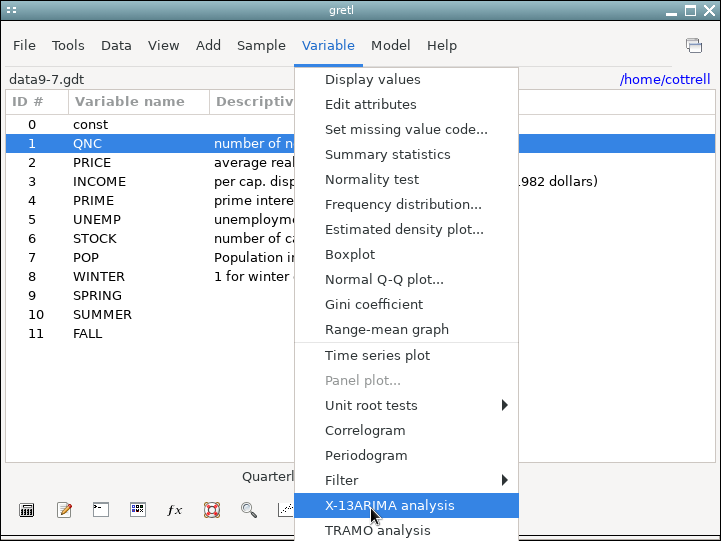 gretl
File Tools Data View Add Sample Variable Model Help
data9-7.gdt /home/cottrell
ID # Variable name Descriptiv
0 const
1 QNC number of n
2 PRICE average real
3 INCOME per cap. disp 1982 dollars)
4 PRIME prime intere
5 UNEMP unemployme
6 STOCK number of ca
7 POP Population in
8 WINTER 1 for winter
9 SPRING
10 SUMMER
11 FALL
Quarterl
Display values
Edit attributes
Set missing value code...
Summary statistics
Normality test
Frequency distribution...
Estimated density plot...
Boxplot
Normal Q-Q plot...
Gini coefficient
Range-mean graph
Time series plot
Panel plot...
Unit root tests
Correlogram
Periodogram
Filter
X-13ARIMA analysis
TRAMO analysis
fx